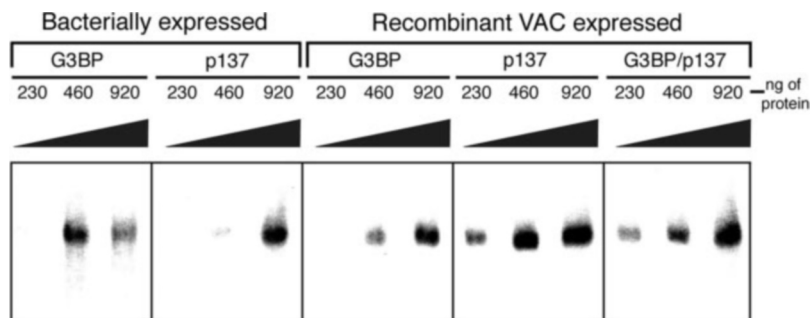 Bacterially expressed Recombinant VAC expressed
G3BP p137 G3BP p137 G3BP/p137
230 460 920 230 460 920 230 460 920 230 460 920 230 460 920 ng of
protein